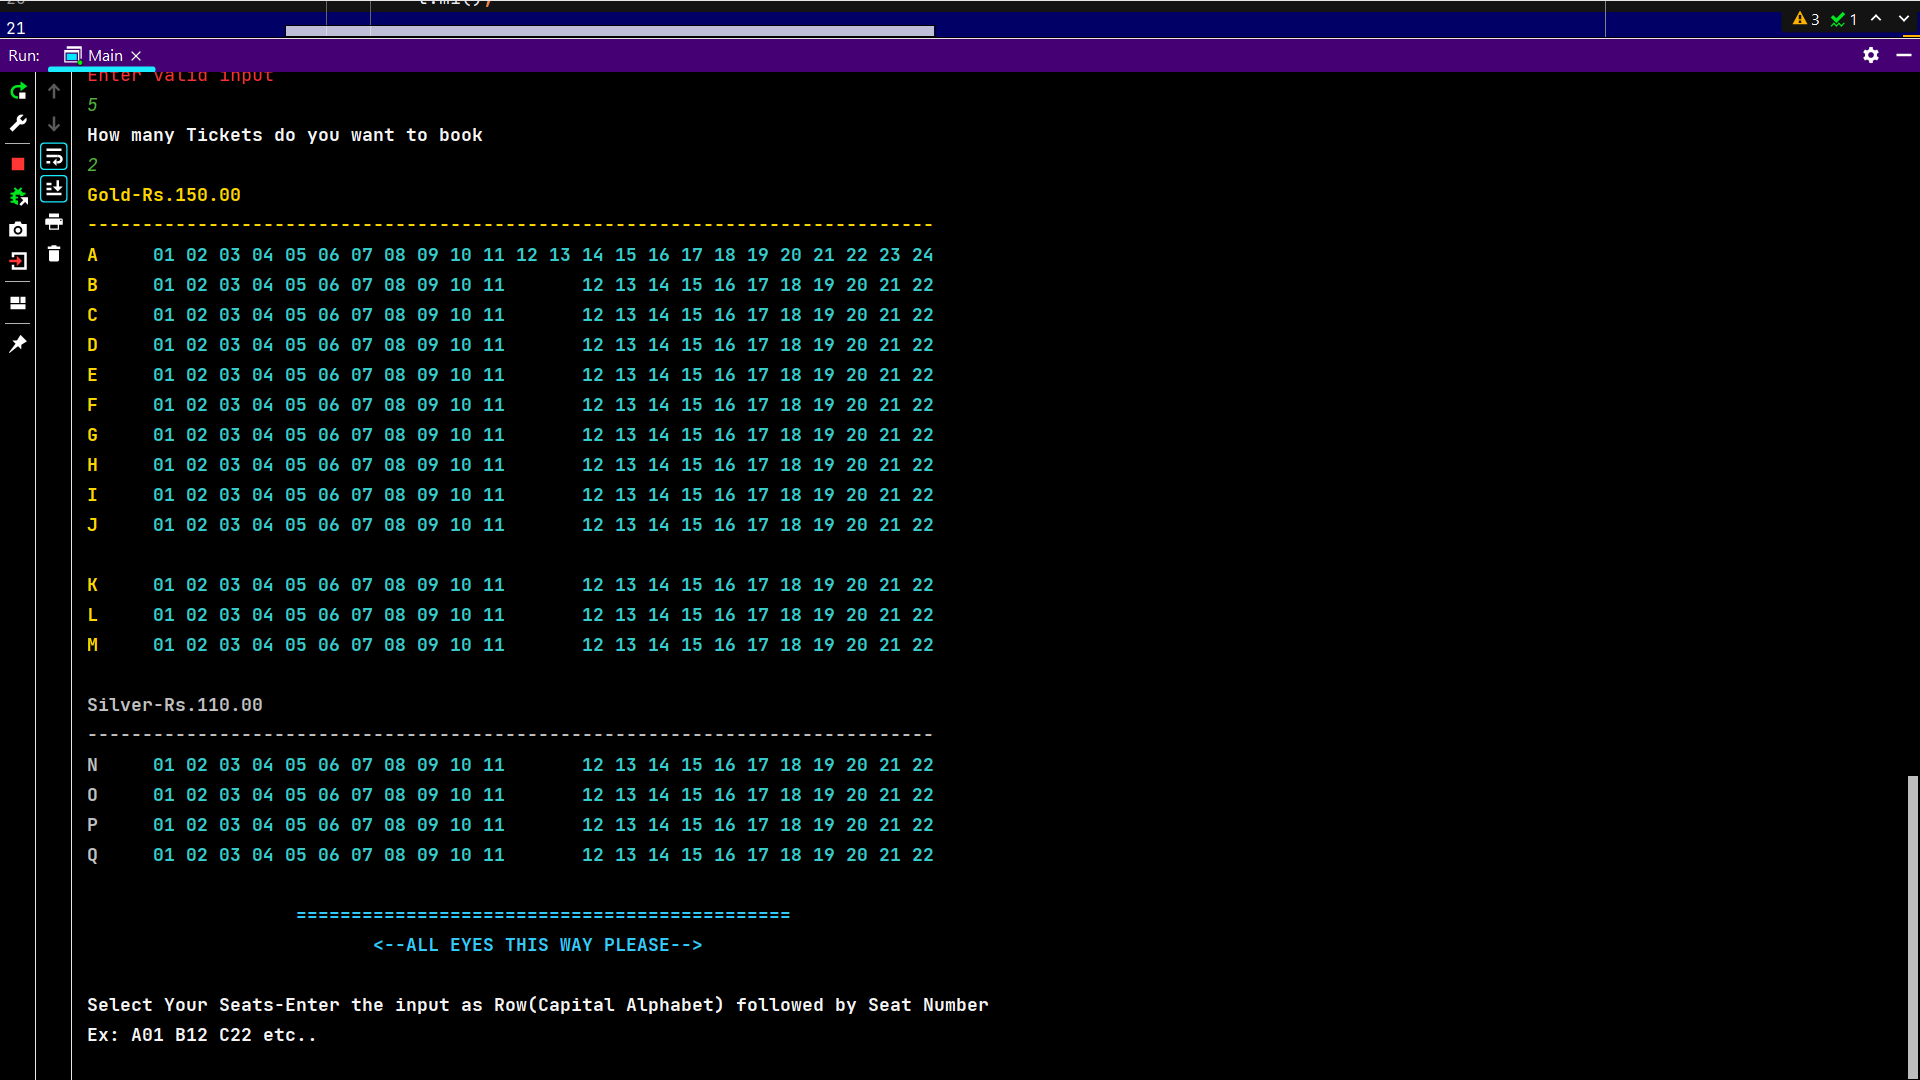 21
3 1
Run: Main
Enter valid input
5
How many Tickets do you want to book
2
Gold-Rs.150.00
-----------------------------------------------------------------------------
A 01 02 03 04 05 06 07 08 09 10 11 12 13 14 15 16 17 18 19 20 21 22 23 24
B 01 02 03 04 05 06 07 08 09 10 11 12 13 14 15 16 17 18 19 20 21 22
C 01 02 03 04 05 06 07 08 09 10 11 12 13 14 15 16 17 18 19 20 21 22
D 01 02 03 04 05 06 07 08 09 10 11 12 13 14 15 16 17 18 19 20 21 22
E 01 02 03 04 05 06 07 08 09 10 11 12 13 14 15 16 17 18 19 20 21 22
F 01 02 03 04 05 06 07 08 09 10 11 12 13 14 15 16 17 18 19 20 21 22
G 01 02 03 04 05 06 07 08 09 10 11 12 13 14 15 16 17 18 19 20 21 22
H 01 02 03 04 05 06 07 08 09 10 11 12 13 14 15 16 17 18 19 20 21 22
I 01 02 03 04 05 06 07 08 09 10 11 12 13 14 15 16 17 18 19 20 21 22
J 01 02 03 04 05 06 07 08 09 10 11 12 13 14 15 16 17 18 19 20 21 22
K 01 02 03 04 05 06 07 08 09 10 11 12 13 14 15 16 17 18 19 20 21 22
L 01 02 03 04 05 06 07 08 09 10 11 12 13 14 15 16 17 18 19 20 21 22
M 01 02 03 04 05 06 07 08 09 10 11 12 13 14 15 16 17 18 19 20 21 22
Silver-Rs.110.00
-----------------------------------------------------------------------------
N 01 02 03 04 05 06 07 08 09 10 11 12 13 14 15 16 17 18 19 20 21 22
O 01 02 03 04 05 06 07 08 09 10 11 12 13 14 15 16 17 18 19 20 21 22
P 01 02 03 04 05 06 07 08 09 10 11 12 13 14 15 16 17 18 19 20 21 22
Q 01 02 03 04 05 06 07 08 09 10 11 12 13 14 15 16 17 18 19 20 21 22
=============================================
<--ALL EYES THIS WAY PLEASE-->
Select Your Seats-Enter the input as Row(Capital Alphabet) followed by Seat Number
Ex: A01 B12 C22 etc..